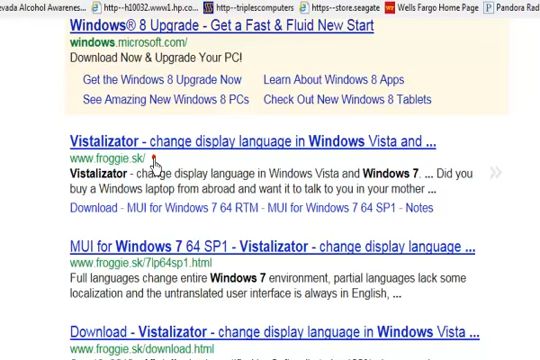 evada Alcohol Awarenes... http--h10032.www1.hp.co... http--triplescomputers https--store.seagate Wells Fargo Home Page Pandora Rad
Windows® 8 Upgrade - Get a Fast & Fluid New Start
windows.microsoft.com/
Download Now & Upgrade Your PC!
Get the Windows 8 Upgrade Now Learn About Windows 8 Apps
See Amazing New Windows 8 PCs Check Out New Windows 8 Tablets
Vistalizator - change display language in Windows Vista and ...
www.froggie.sk/
Vistalizator - change display language in Windows Vista and Windows 7. ... Did you
buy a Windows laptop from abroad and want it to talk to you in your mother ...
Download - MUI for Windows 7 64 RTM - MUI for Windows 7 64 SP1 - Notes
MUI for Windows 7 64 SP1 - Vistalizator - change display language ...
www.froggie.sk/7lp64sp1.html
Full languages change entire Windows 7 environment, partial languages lack some
localization and the untranslated user interface is always in English, ...
Download - Vistalizator - change display language in Windows Vista ...
www.froggie.sk/download.html